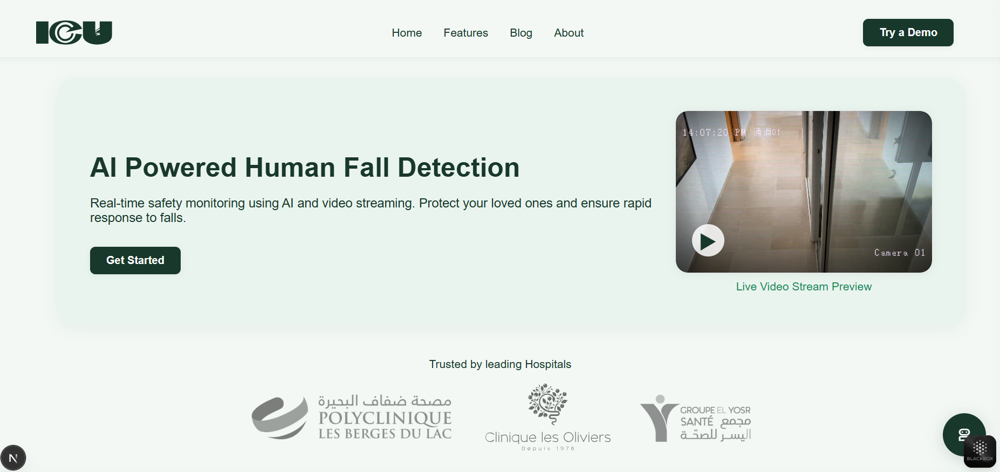 ICU
Home
Features
Blog
About
Try a Demo
AI Powered Human Fall Detection
Real-time safety monitoring using AI and video streaming. Protect your loved ones and ensure rapid
response to falls.
Get Started
14:07:20 PM 通道01
Camera 01
Live Video Stream Preview
Trusted by leading Hospitals
مصحة ضفاف البحيرة
POLYCLINIQUE
LES BERGES DU LAC
Clinique les Oliviers
Depuis 1976
GROUPE EL YOSR
SANTÉ مجمع
اليسر للصحّة
N
BLACKBOX